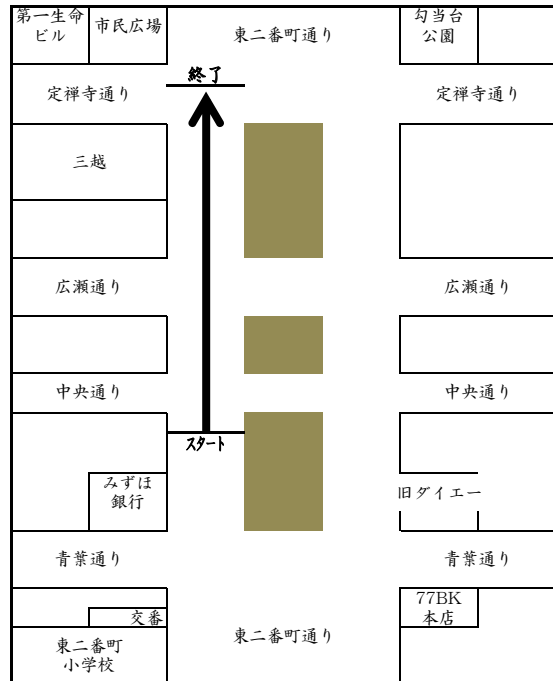 第一生命
ビル
市民広場
東二番町通り
勾当台
公園
終了
定禅寺通り
定禅寺通り
三越
広瀬通り
広瀬通り
中央通り
中央通り
スタート
みずほ
銀行
旧ダイエー
青葉通り
青葉通り
交番
77BK
本店
東二番町
小学校
東二番町通り